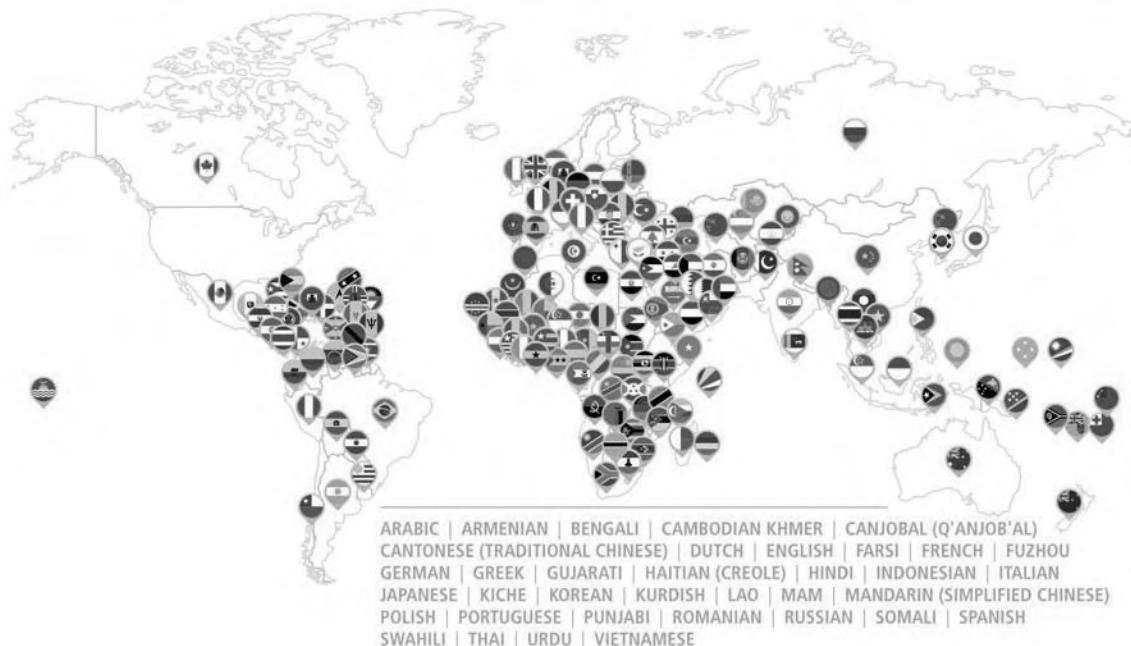 ARABIC | ARMENIAN | BENGALI | CAMBODIAN KHMER | CANJOBAL (Q'ANJOB'AL)
CANTONESE (TRADITIONAL CHINESE) | DUTCH | ENGLISH | FARSI | FRENCH | FUZHOU
GERMAN | GREEK | GUJARATI | HAITIAN (CREOLE) | HINDI | INDONESIAN | ITALIAN
JAPANESE | KICHE | KOREAN | KURDISH | LAO | MAM | MANDARIN (SIMPLIFIED CHINESE)
POLISH | PORTUGUESE | PUNJABI | ROMANIAN | RUSSIAN | SOMALI | SPANISH
SWAHILI | THAI | URDU | VIETNAMESE